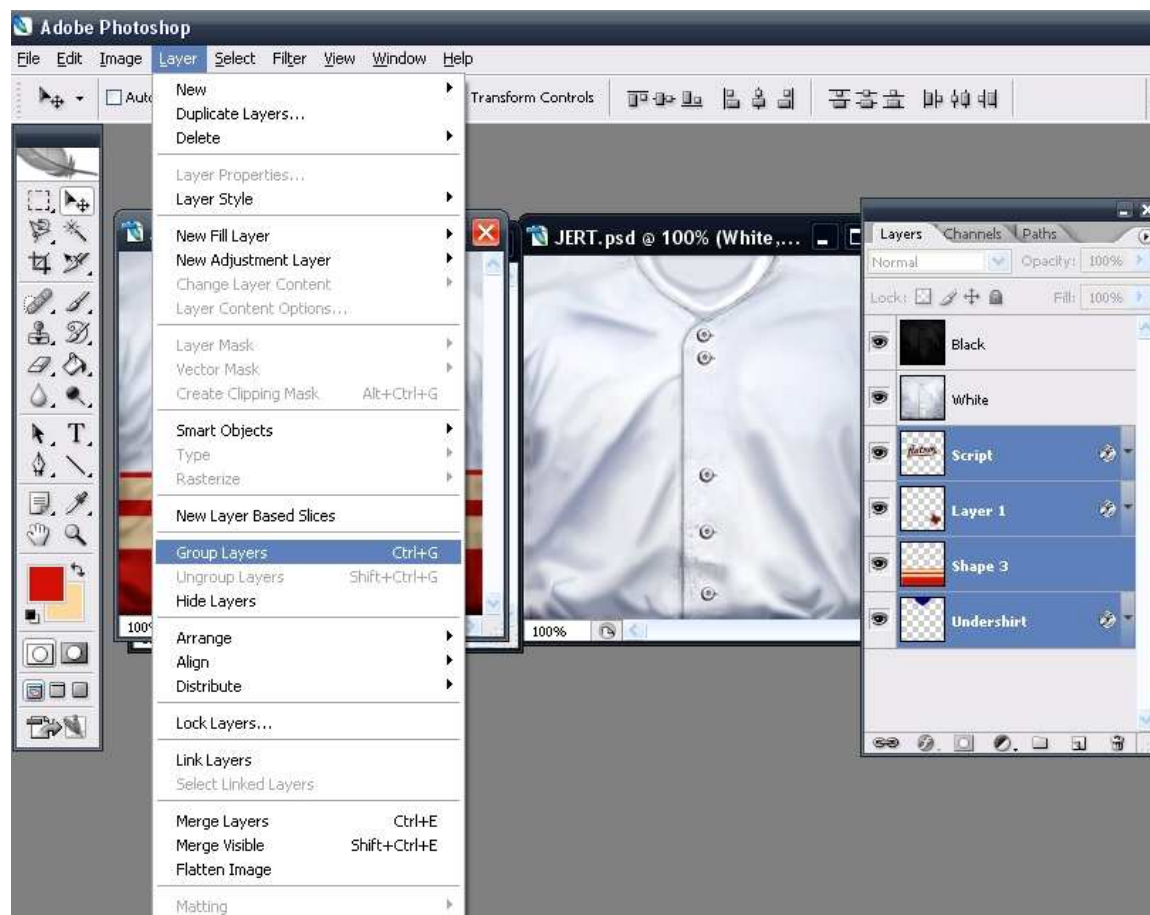 Adobe Photoshop
File Edit Image Layer Select Filter View Window Help
Auto
Transform Controls
New
Duplicate Layers...
Delete
Layer Properties...
Layer Style
New Fill Layer
New Adjustment Layer
Change Layer Content
Layer Content Options...
Layer Mask
Vector Mask
Create Clipping Mask Alt+Ctrl+G
Smart Objects
Type
Rasterize
New Layer Based Slices
Group Layers Ctrl+G
Ungroup Layers Shift+Ctrl+G
Hide Layers
Arrange
Align
Distribute
Lock Layers...
Link Layers
Select Linked Layers
Merge Layers Ctrl+E
Merge Visible Shift+Ctrl+E
Flatten Image
Matting
JERT.psd @ 100% (White,...
100%
Layers Channels Paths
Normal Opacity: 100%
Lock: Fill: 100%
Black
White
Script
Layer 1
Shape 3
Undershirt